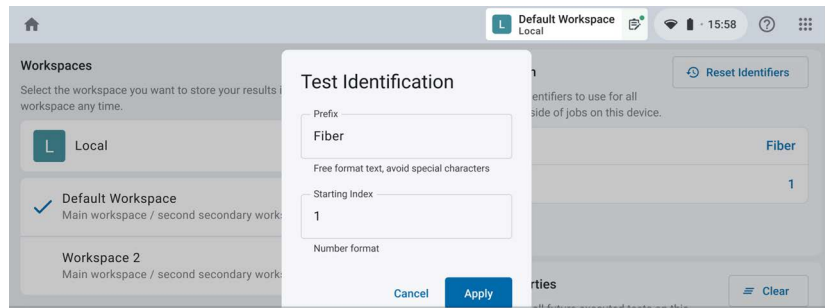 L
Default Workspace
Local
15:58
Workspaces
Select the workspace you want to store your results i
workspace any time.
L Local
Default Workspace
Main workspace / second secondary work
Workspace 2
Main workspace / second secondary work
Test Identification
Prefix
Fiber
Free format text, avoid special characters
Starting Index
1
Number format
Cancel Apply
Reset Identifiers
entifiers to use for all
side of jobs on this device.
Fiber
1
rties
Clear